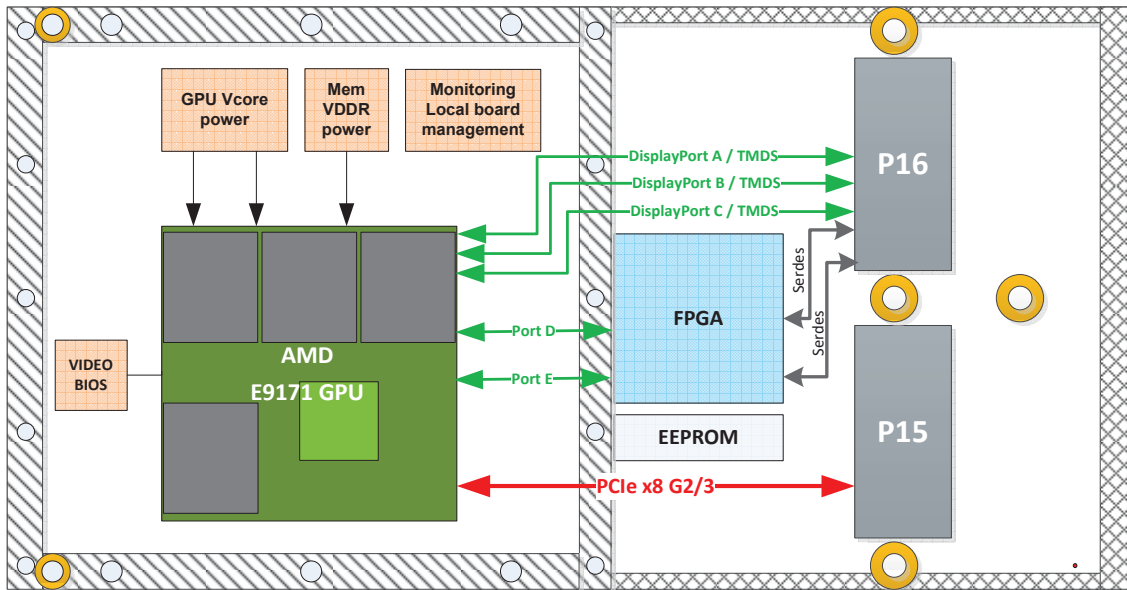 GPU Vcore
power
Mem
VDDR
power
Monitoring
Local board
management
DisplayPort A / TMDS
DisplayPort B / TMDS
DisplayPort C / TMDS
P16
Serdes
Serdes
FPGA
Port D
Port E
AMD
E9171 GPU
VIDEO
BIOS
EEPROM
P15
PCIe x8 G2/3